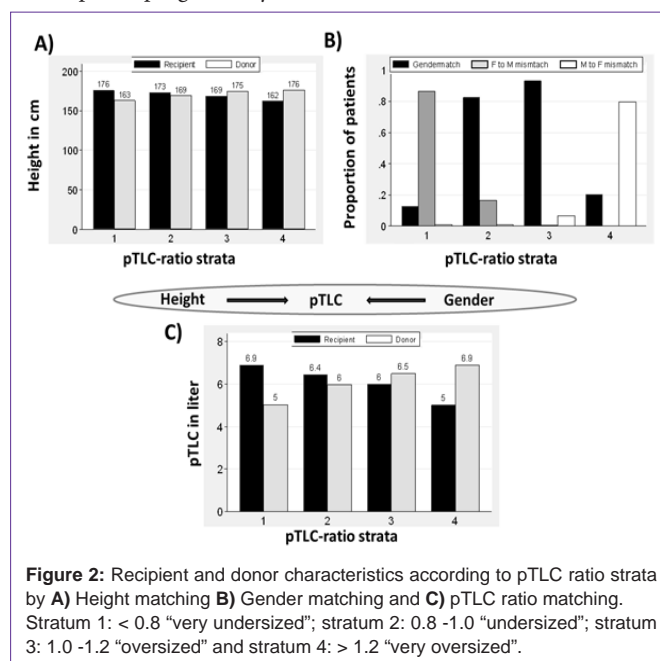 A)
Recipient Donor
Height in cm
200
150
100
50
0
176 163 173 169 169 175 162 176
1 2 3 4
pTLC-ratio strata
B)
Gendermatch F to M mismtach M to F mismatch
Proportion of patients
1
.8
.6
.4
.2
0
1 2 3 4
pTLC-ratio strata
Height pTLC Gender
C)
Recipient Donor
pTLC in liter
8
6
4
2
0
6.9 5 6.4 6 6 6.5 5 6.9
1 2 3 4
pTLC-ratio strata
Figure 2: Recipient and donor characteristics according to pTLC ratio strata
by A) Height matching B) Gender matching and C) pTLC ratio matching.
Stratum 1: < 0.8 “very undersized”; stratum 2: 0.8 -1.0 “undersized”; stratum
3: 1.0 -1.2 “oversized” and stratum 4: > 1.2 “very oversized”.